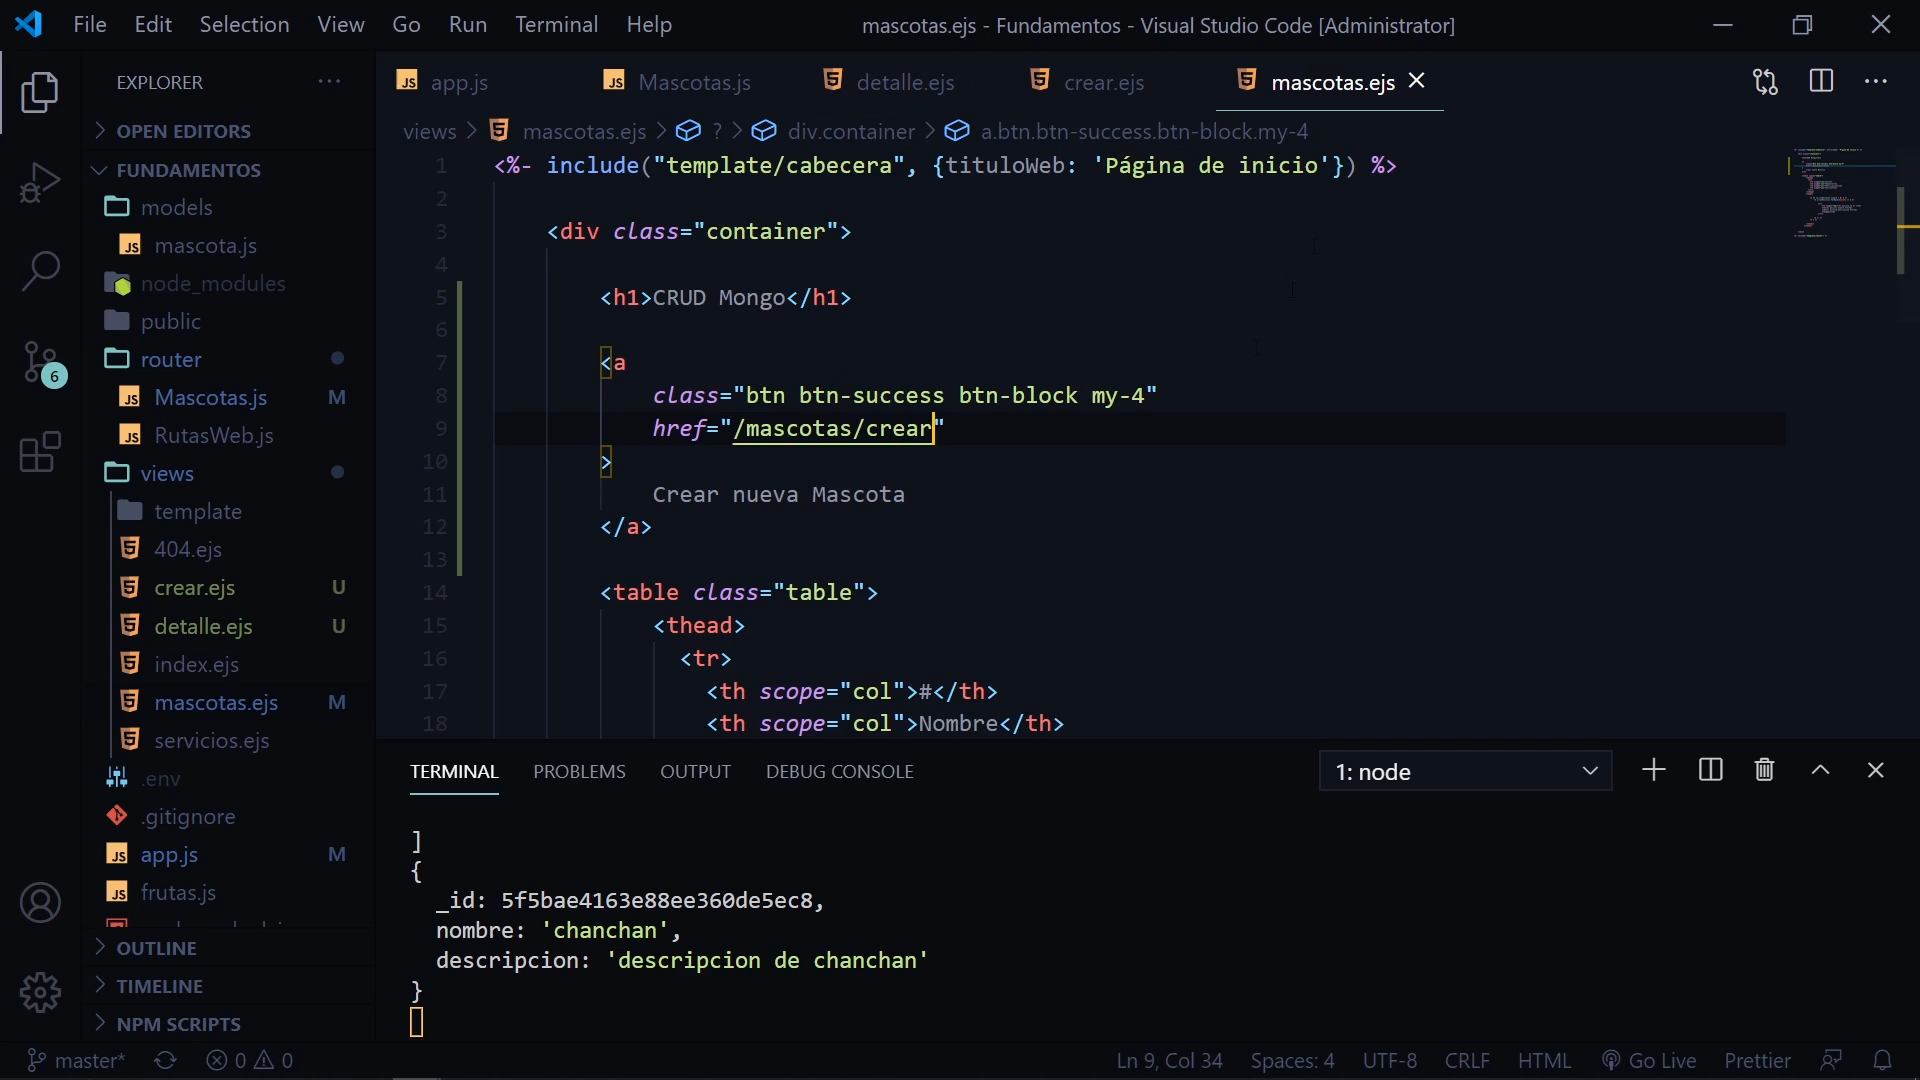 File Edit Selection View Go Run Terminal Help
mascotas.ejs - Fundamentos - Visual Studio Code [Administrator]
EXPLORER
OPEN EDITORS
FUNDAMENTOS
models
JS mascota.js
node_modules
public
router
JS Mascotas.js M
JS RutasWeb.js
views
template
404.ejs
crear.ejs U
detalle.ejs U
index.ejs
mascotas.ejs M
servicios.ejs
.env
.gitignore
JS app.js M
JS frutas.js
OUTLINE
TIMELINE
NPM SCRIPTS
6
JS app.js
JS Mascotas.js
detalle.ejs
crear.ejs
mascotas.ejs
views > mascotas.ejs > ? > div.container > a.btn.btn-success.btn-block.my-4
1 <%- include("template/cabecera", {tituloWeb: 'Página de inicio'}) %>
2
3 <div class="container">
4
5 <h1>CRUD Mongo</h1>
6
7 <a
8 class="btn btn-success btn-block my-4"
9 href="/mascotas/crear"
10 >
11 Crear nueva Mascota
12 </a>
13
14 <table class="table">
15 <thead>
16 <tr>
17 <th scope="col">#</th>
18 <th scope="col">Nombre</th>
TERMINAL PROBLEMS OUTPUT DEBUG CONSOLE
1: node
]
{
_id: 5f5bae4163e88ee360de5ec8,
nombre: 'chanchan',
descripcion: 'descripcion de chanchan'
}
master* 0 0
Ln 9, Col 34 Spaces: 4 UTF-8 CRLF HTML Go Live Prettier